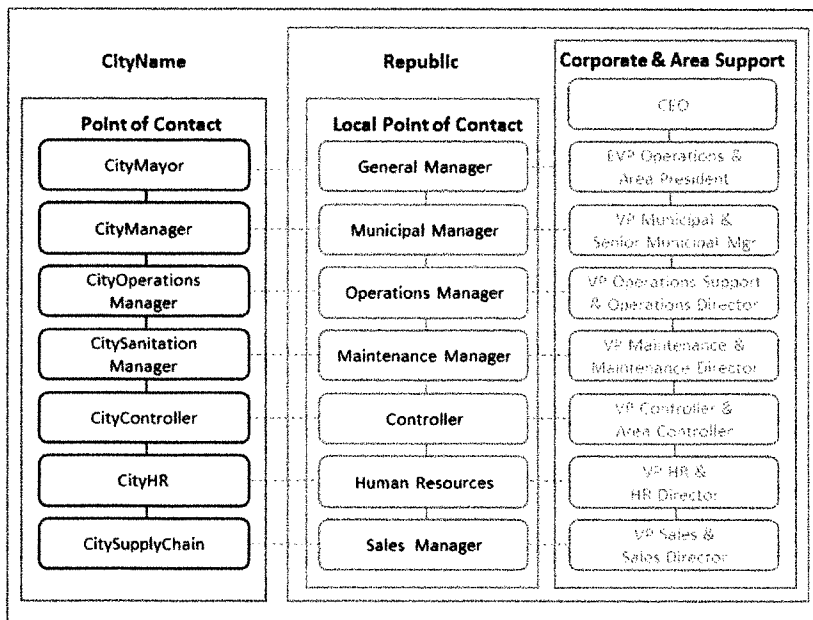 CityName
Point of Contact
CityMayor
CityManager
CityOperations
Manager
CitySanitation
Manager
CityController
CityHR
CitySupplyChain
Republic
Local Point of Contact
General Manager
Municipal Manager
Operations Manager
Maintenance Manager
Controller
Human Resources
Sales Manager
Corporate & Area Support
CEO
EVP Operations &
Area President
VP Municipal &
Senior Municipal Mgr
VP Operations Support
& Operations Director
VP Maintenance &
Maintenance Director
VP Controller &
Area Controller
VP HR &
HR Director
VP Sales &
Sales Director